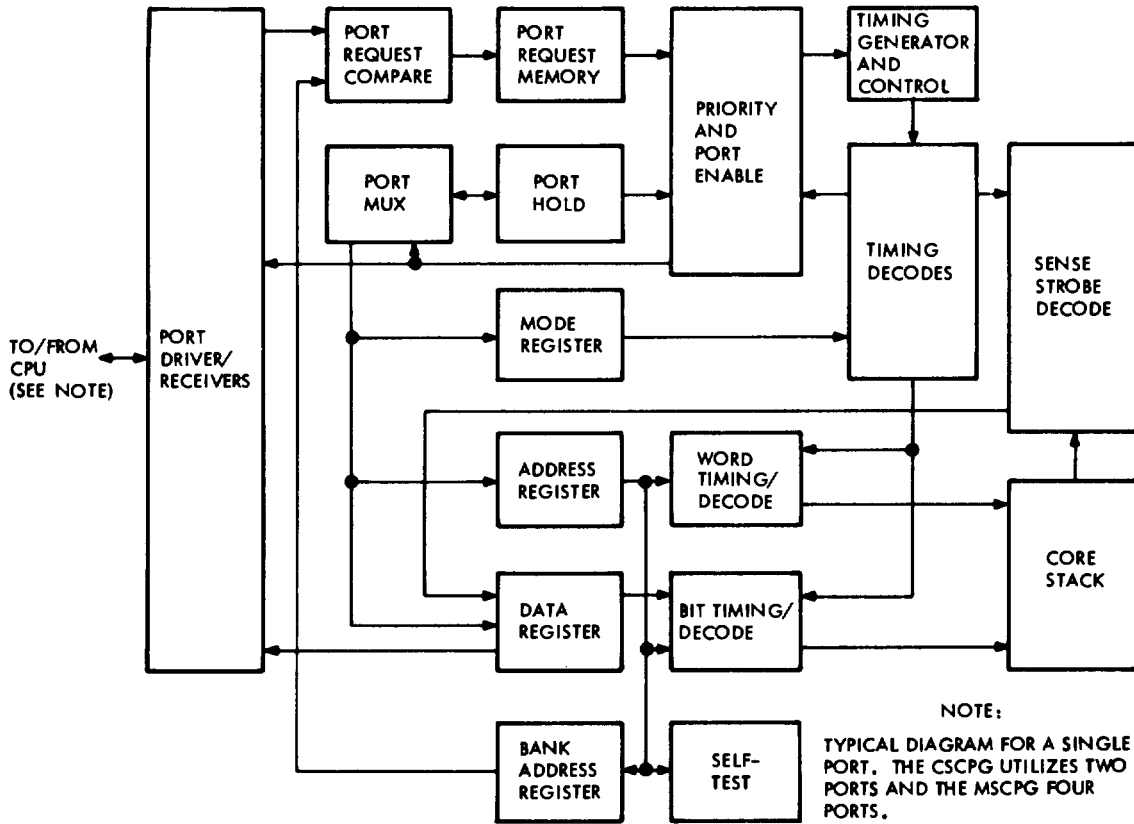 PORT
REQUEST
COMPARE
PORT
REQUEST
MEMORY
PRIORITY
AND
PORT
ENABLE
TIMING
GENERATOR
AND
CONTROL
PORT
MUX
PORT
HOLD
TIMING
DECODES
SENSE
STROBE
DECODE
TO/FROM
CPU
(SEE NOTE)
PORT
DRIVER/
RECEIVERS
MODE
REGISTER
ADDRESS
REGISTER
WORD
TIMING/
DECODE
CORE
STACK
DATA
REGISTER
BIT TIMING/
DECODE
BANK
ADDRESS
REGISTER
SELF-
TEST
NOTE:
TYPICAL DIAGRAM FOR A SINGLE
PORT. THE CSCPG UTILIZES TWO
PORTS AND THE MSCPG FOUR
PORTS.